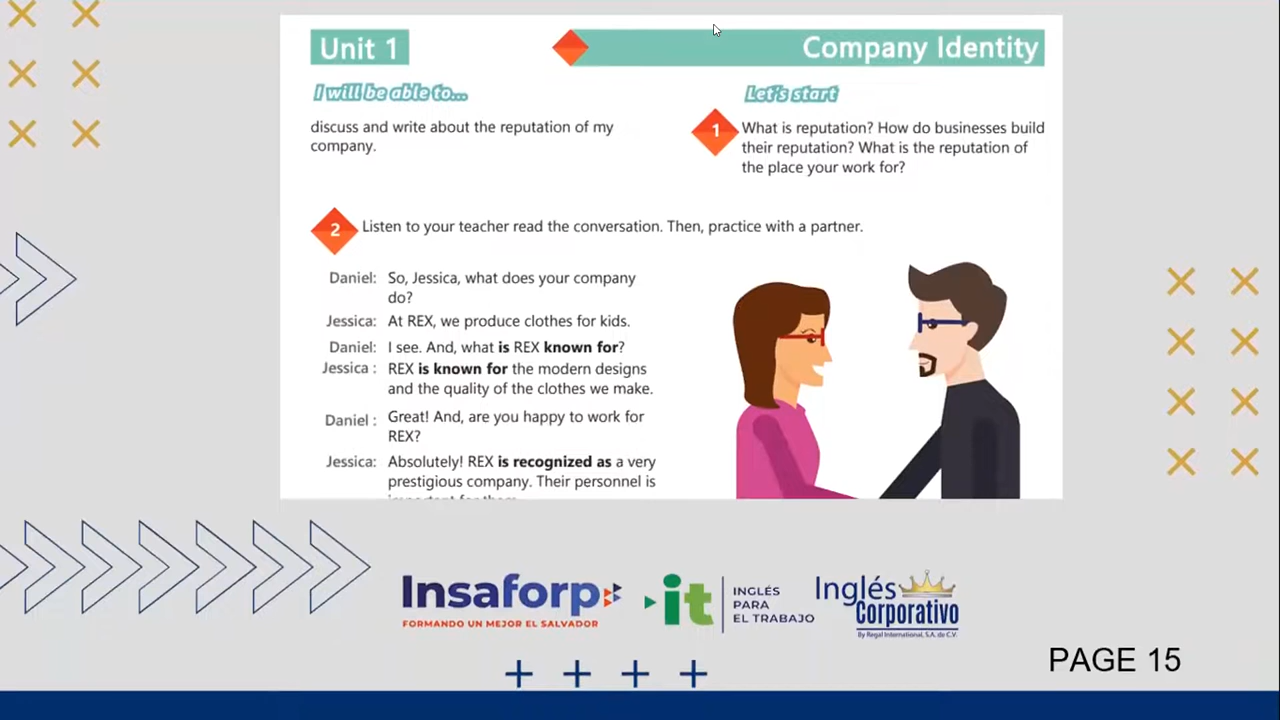 Unit 1
Company Identity
I will be able to...
discuss and write about the reputation of my
company.
Let's start
1
What is reputation? How do businesses build
their reputation? What is the reputation of
the place your work for?
2
Listen to your teacher read the conversation. Then, practice with a partner.
Daniel: So, Jessica, what does your company
do?
Jessica: At REX, we produce clothes for kids.
Daniel: I see. And, what is REX known for?
Jessica : REX is known for the modern designs
and the quality of the clothes we make.
Daniel : Great! And, are you happy to work for
REX?
Jessica: Absolutely! REX is recognized as a very
prestigious company. Their personnel is
important for them
Insaforp
FORMANDO UN MEJOR EL SALVADOR
it
INGLÉS
PARA
EL TRABAJO
Inglés
Corporativo
By Regal International, S.A. de C.V.
PAGE 15